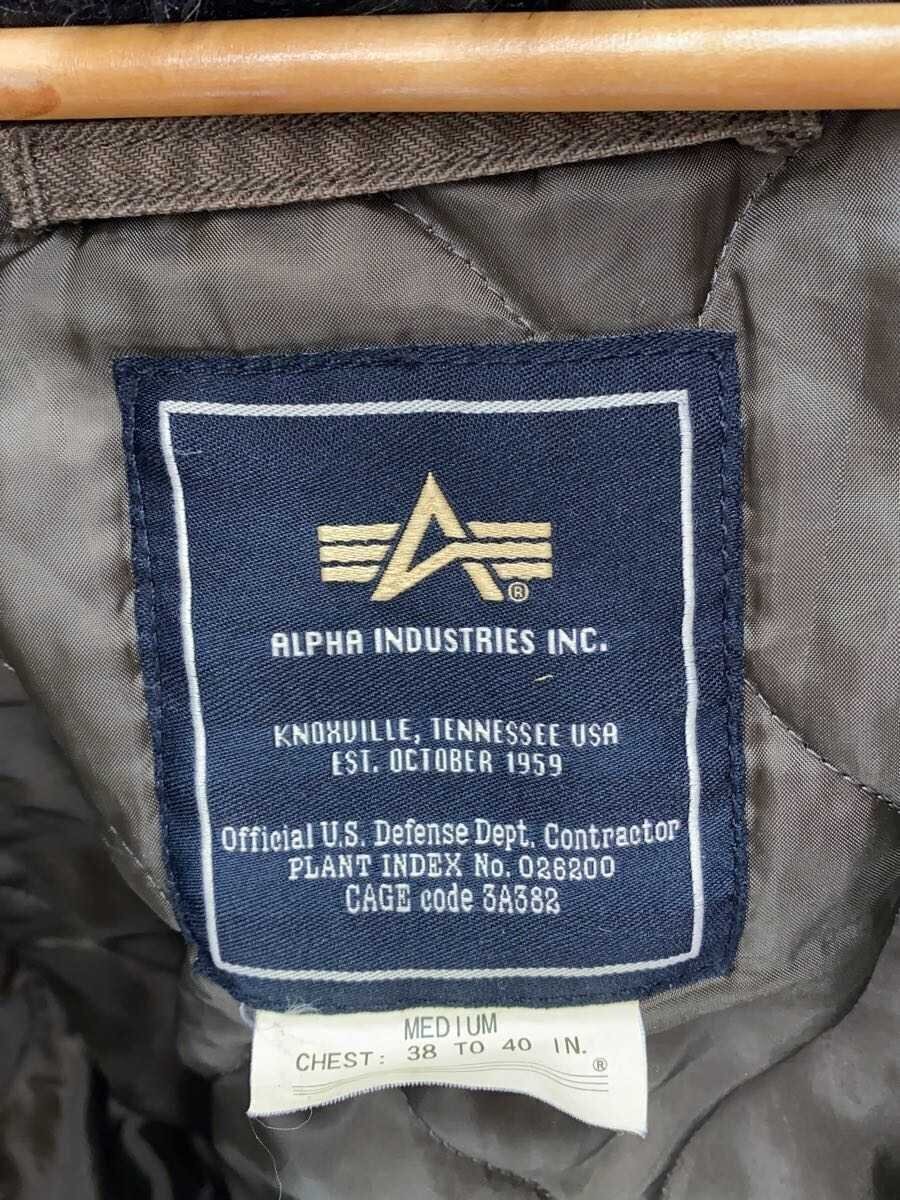 ®
ALPHA INDUSTRIES INC.
KNOXVILLE, TENNESSEE USA
EST. OCTOBER 1959
Official U.S. Defense Dept. Contractor
PLANT INDEX No. 026200
CAGE code 3A382
MEDIUM
CHEST: 38 TO 40 IN.
®